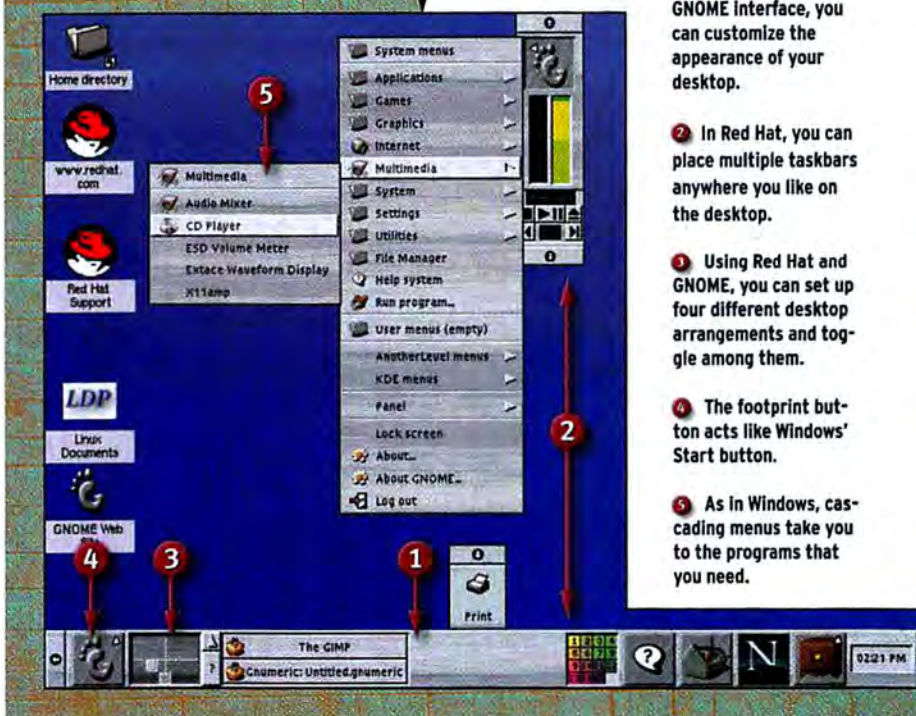 GNOME interface, you
can customize the
appearance of your
desktop.
2 In Red Hat, you can
place multiple taskbars
anywhere you like on
the desktop.
3 Using Red Hat and
GNOME, you can set up
four different desktop
arrangements and tog-
gle among them.
4 The footprint but-
ton acts like Windows'
Start button.
5 As in Windows, cas-
cading menus take you
to the programs that
you need.
Home directory
www.redhat.
com
Red Hat
Support
LDP
Linux
Documents
GNOME Web
5
Multimedia
Audio Mixer
CD Player
ESD Volume Meter
Extace Waveform Display
X11amp
System menus
Applications
Games
Graphics
Internet
Multimedia
System
Settings
Utilities
File Manager
Help system
Run program...
User menus (empty)
AnotherLevel menus
KDE menus
Panel
Lock screen
About...
About GNOME...
Log out
2
4
3
1
Print
The GIMP
Gnumeric: Untitled.gnumeric
?
?
N
02:21 PM